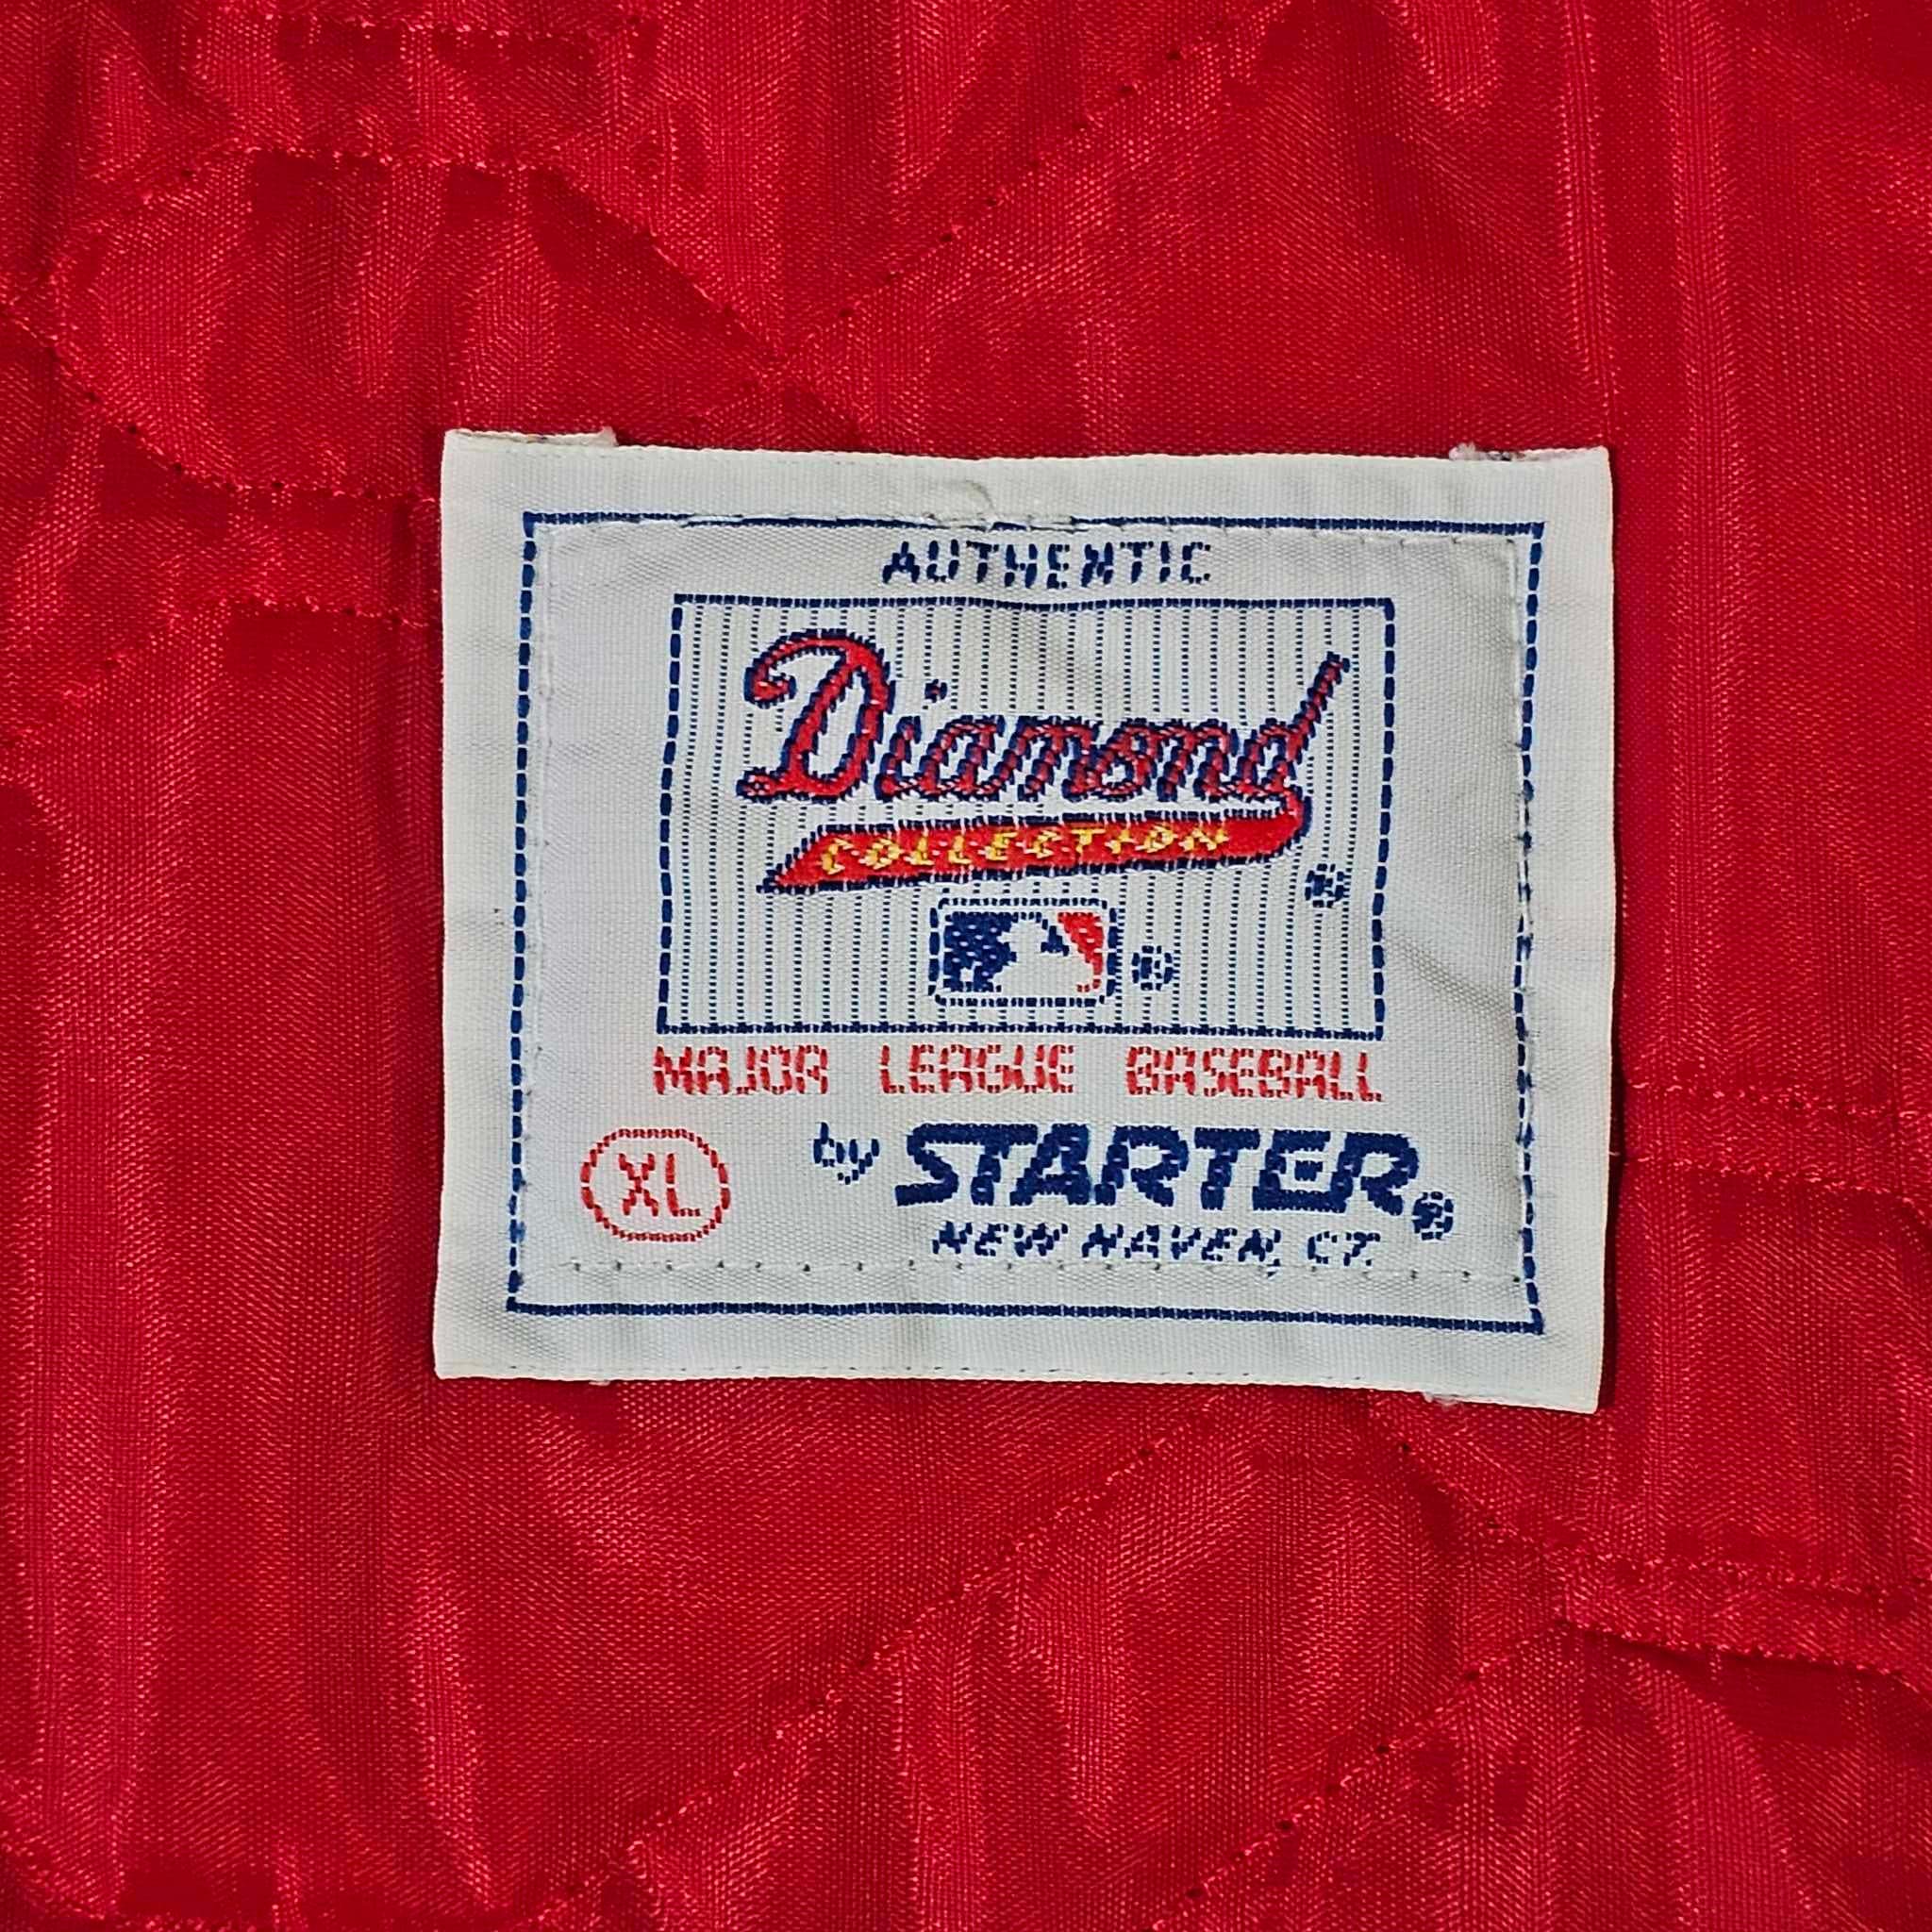 AUTHENTIC
Diamond
COLLECTION
®
®
MAJOR LEAGUE BASEBALL
XL
by STARTER®
NEW HAVEN, CT.